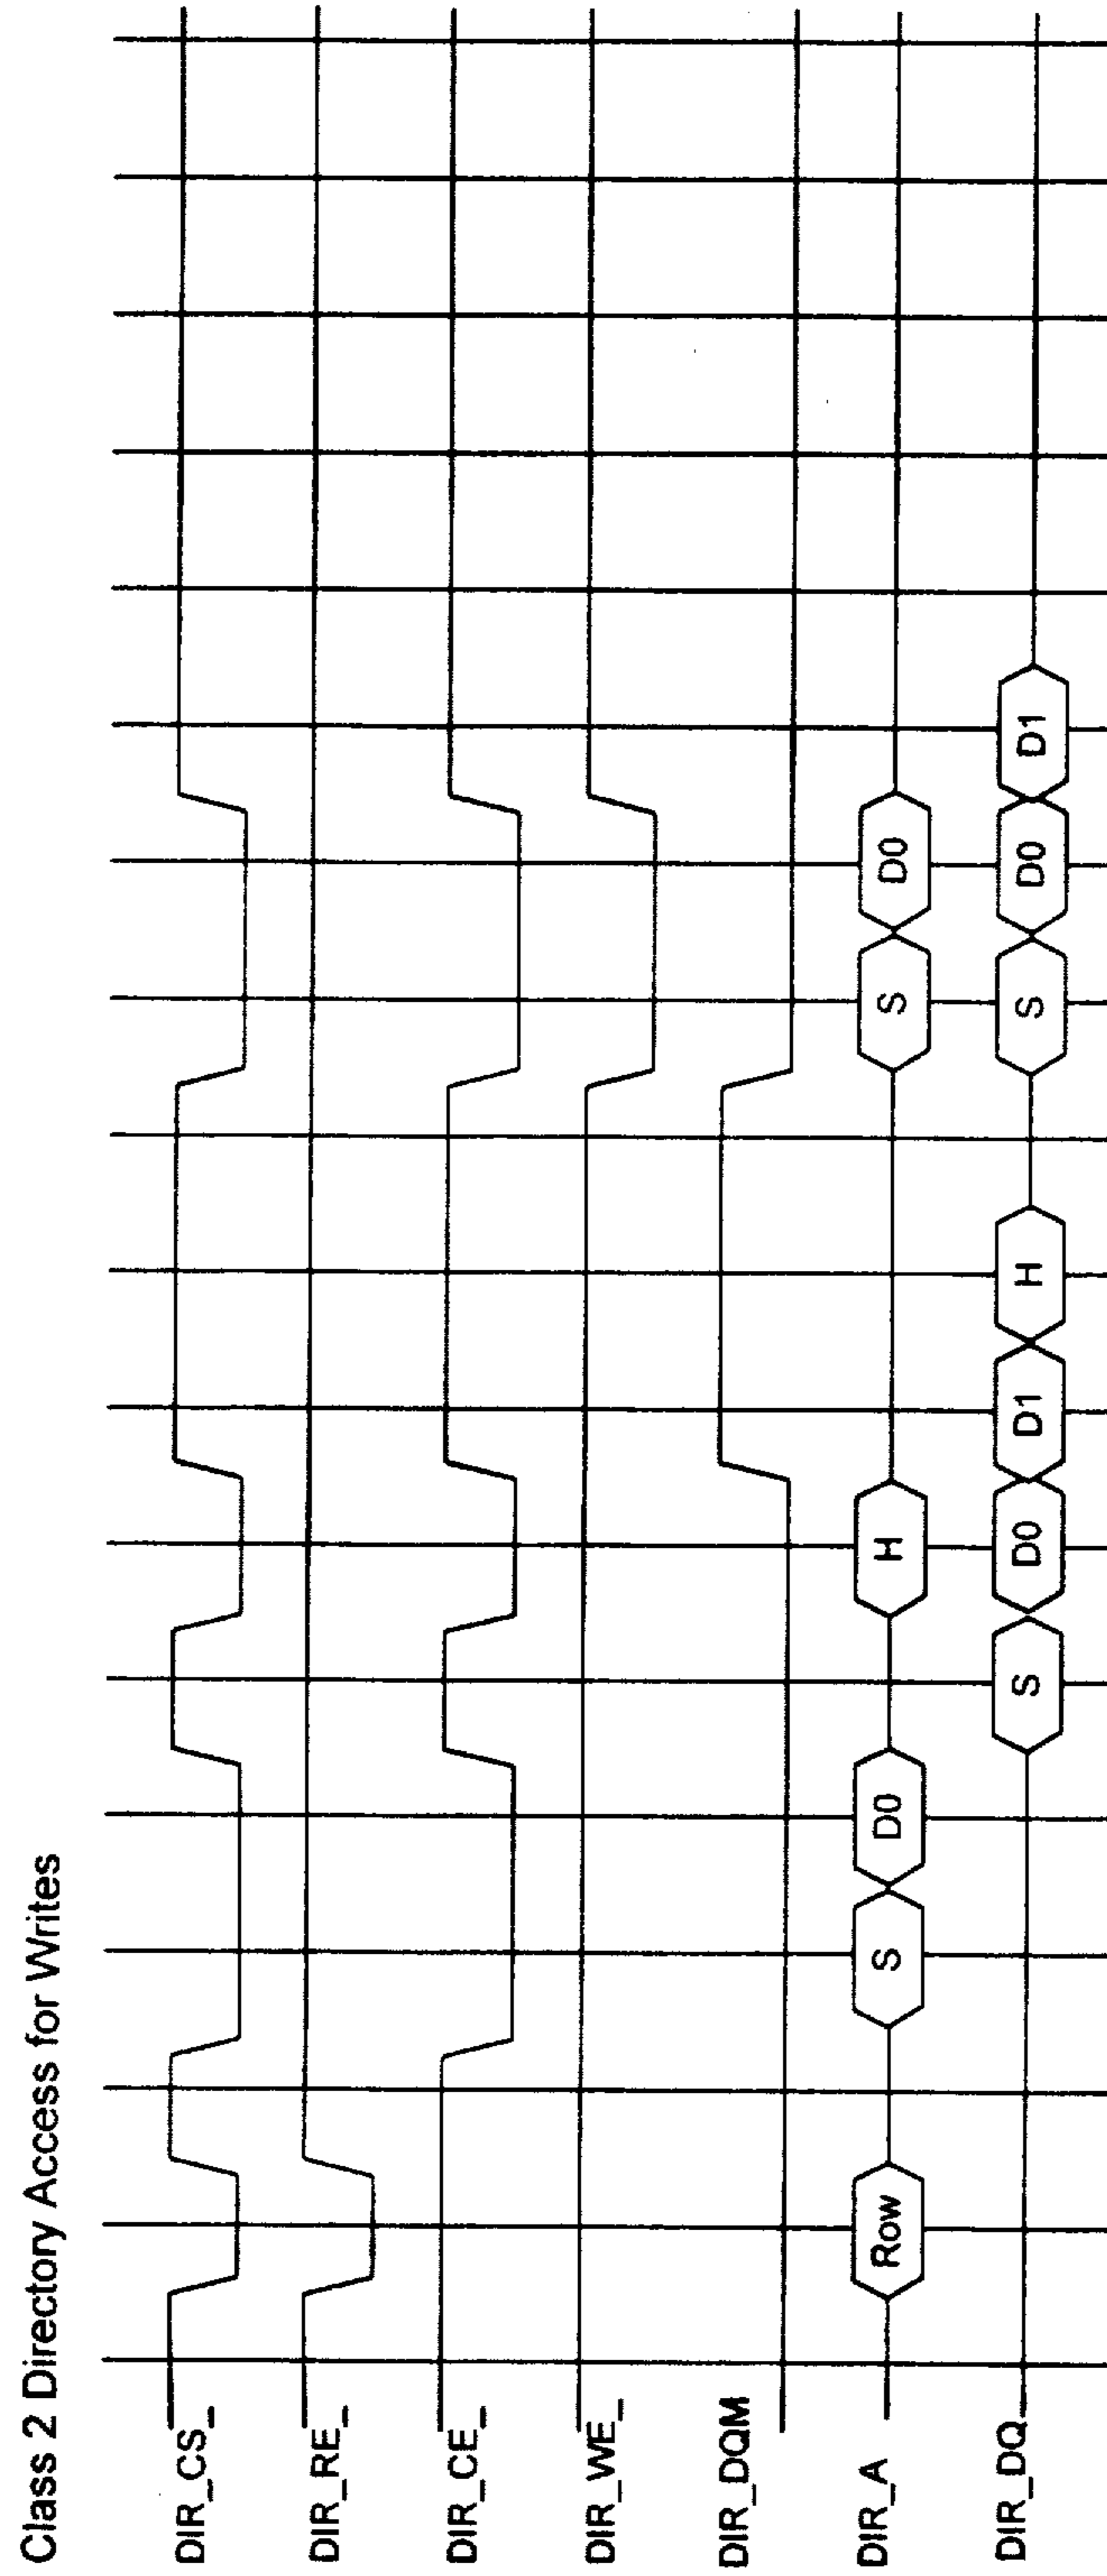 Class 2 Directory Access for Writes
DIR_CS_
DIR_RE_
DIR_CE_
DIR_WE_
DIR_DQM
DIR_A Row S D0 H S D0
DIR_DQ S D0 D1 H S D0 D1